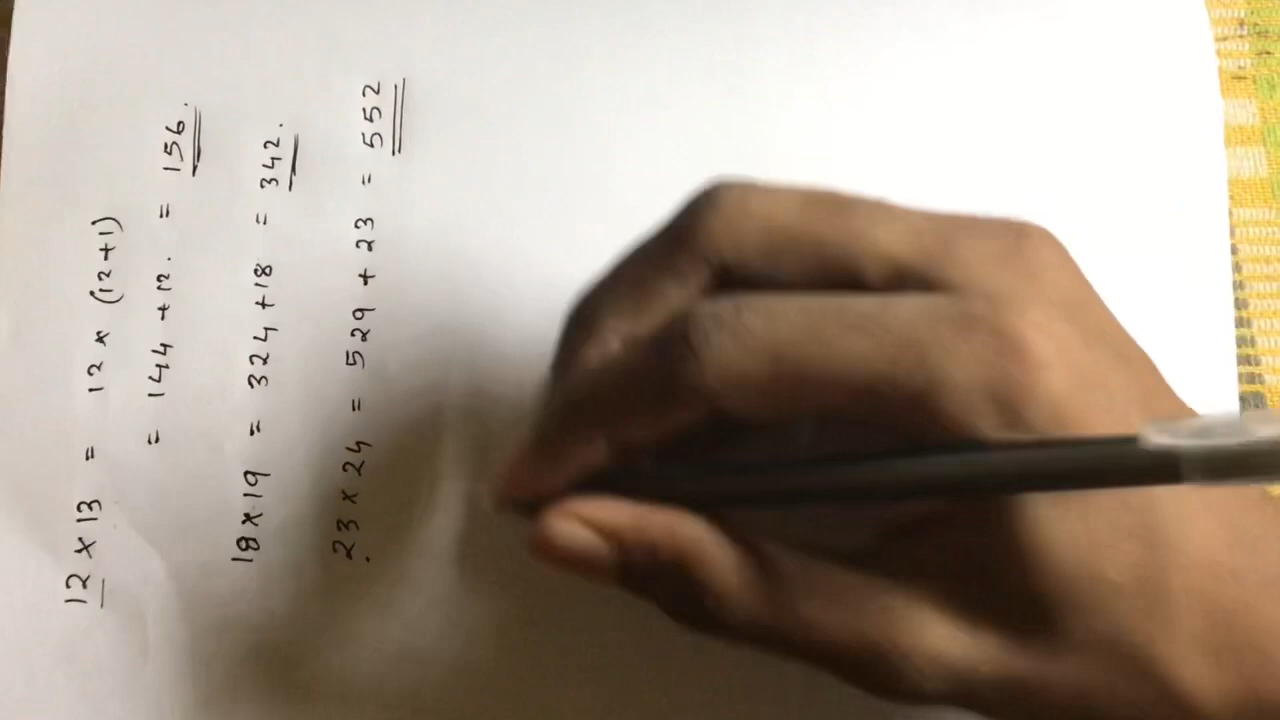 12 × 13 = 12 × (12+1)
= 144 + 12. = 156.
18 × 19 = 324 + 18 = 342.
23 × 24 = 529 + 23 = 552